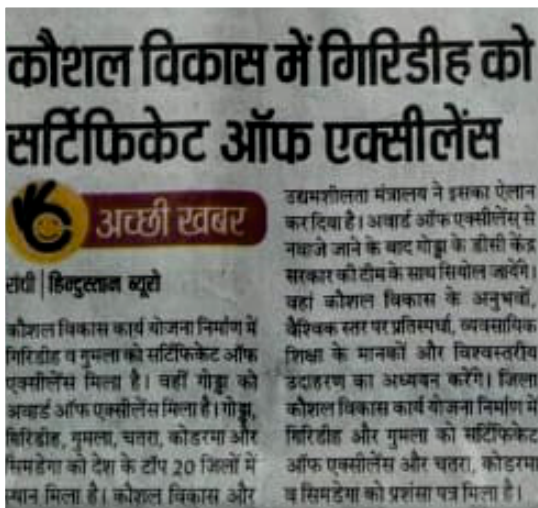 कौशल विकास में गिरिडीह को
सर्टिफिकेट ऑफ एक्सीलेंस
अच्छी खबर
रांची | हिन्दुस्तान ब्यूरो
कौशल विकास कार्य योजना निर्माण में
गिरिडीह व गुमला को सर्टिफिकेट ऑफ
एक्सीलेंस मिला है। वहीं गोड्डा को
अवार्ड ऑफ एक्सीलेंस मिला है। गोड्डा,
गिरिडीह, गुमला, चतरा, कोडरमा और
सिमडेगा को देश के टॉप 20 जिलों में
स्थान मिला है। कौशल विकास और
उद्यमशीलता मंत्रालय ने इसका ऐलान
कर दिया है। अवार्ड ऑफ एक्सीलेंस से
नवाजे जाने के बाद गोड्डा के डीसी केंद्र
सरकार की टीम के साथ सियोल जायेंगे।
वहां कौशल विकास के अनुभवों,
वैश्विक स्तर पर प्रतिस्पर्धा, व्यवसायिक
शिक्षा के मानकों और विश्वस्तरीय
उदाहरण का अध्ययन करेंगे। जिला
कौशल विकास कार्य योजना निर्माण में
गिरिडीह और गुमला को सर्टिफिकेट
ऑफ एक्सीलेंस और चतरा, कोडरमा
व सिमडेगा को प्रशंसा पत्र मिला है।